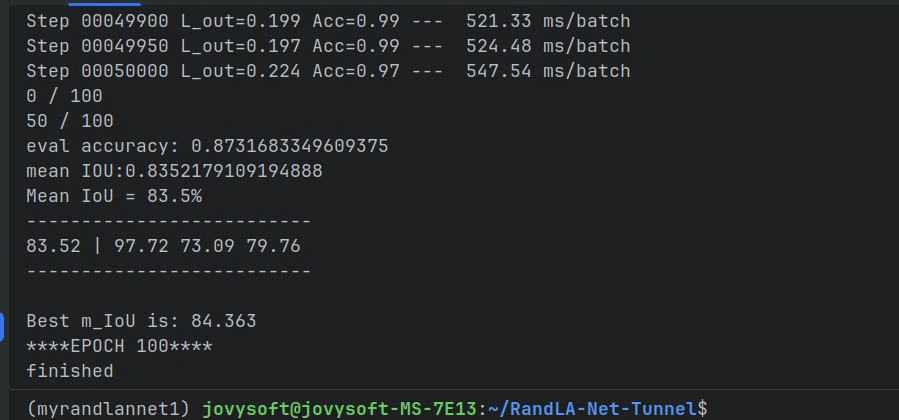 Step 00049900 L_out=0.199 Acc=0.99 ---  521.33 ms/batch
Step 00049950 L_out=0.197 Acc=0.99 ---  524.48 ms/batch
Step 00050000 L_out=0.224 Acc=0.97 ---  547.54 ms/batch
0 / 100
50 / 100
eval accuracy: 0.8731683349609375
mean IOU:0.8352179109194888
Mean IoU = 83.5%
--------------------------
83.52 | 97.72 73.09 79.76
--------------------------
Best m_IoU is: 84.363
****EPOCH 100****
finished
(myrandlannet1) jovysoft@jovysoft-MS-7E13:~/RandLA-Net-Tunnel$